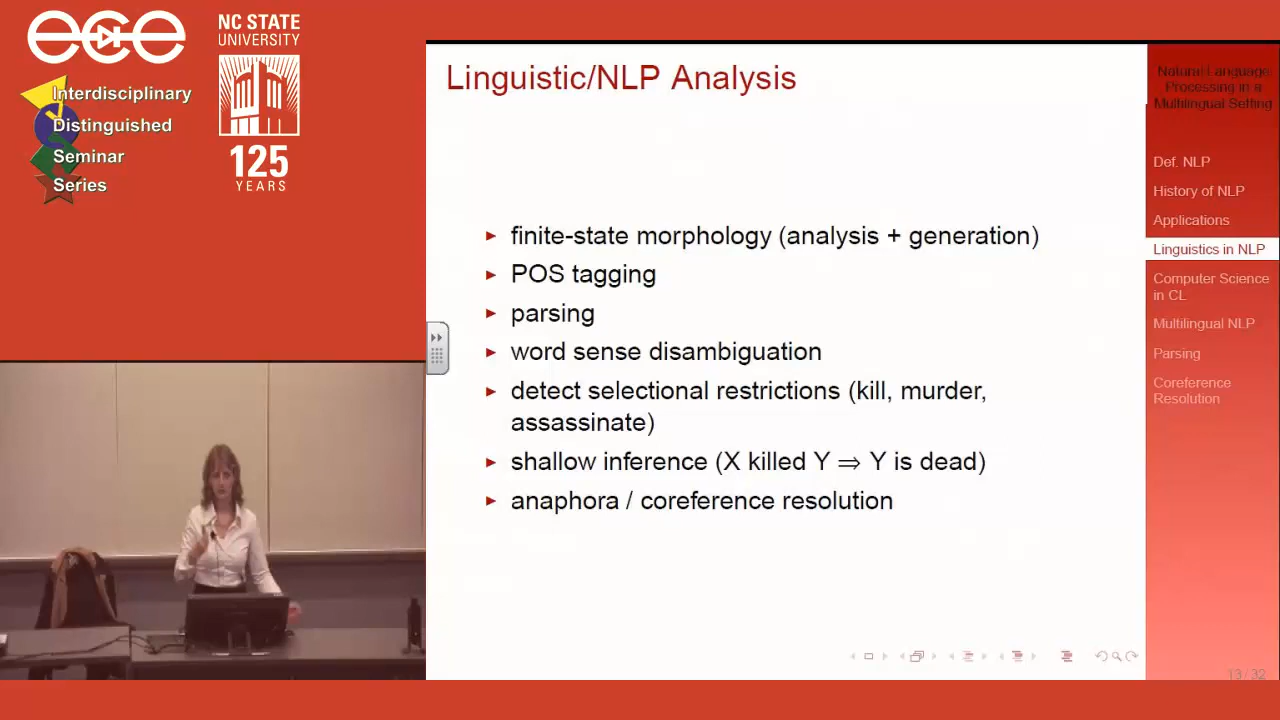 ece
NC STATE
UNIVERSITY
Interdisciplinary
Distinguished
Seminar
Series
125
YEARS
Linguistic/NLP Analysis
finite-state morphology (analysis + generation)
POS tagging
parsing
word sense disambiguation
detect selectional restrictions (kill, murder,
assassinate)
shallow inference (X killed Y ⇒ Y is dead)
anaphora / coreference resolution
Natural Language
Processing in a
Multilingual Setting
Def. NLP
History of NLP
Applications
Linguistics in NLP
Computer Science
in CL
Multilingual NLP
Parsing
Coreference
Resolution
13 / 32